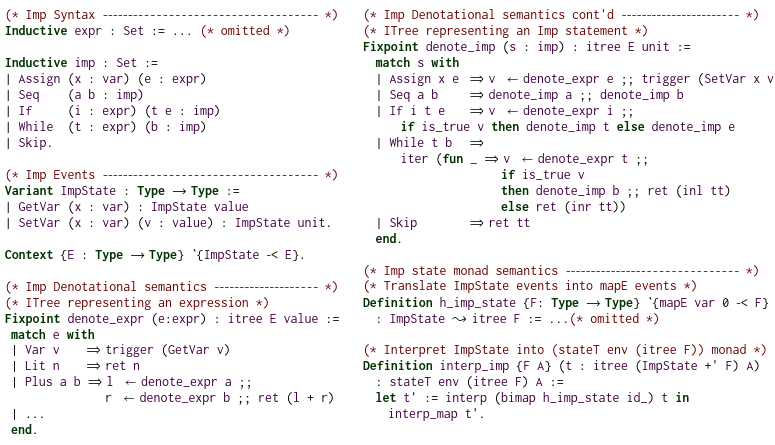 (* Imp Syntax ---------------------------------- *)
Inductive expr : Set := ... (* omitted *)
Inductive imp : Set :=
| Assign (x : var) (e : expr)
| Seq (a b : imp)
| If (i : expr) (t e : imp)
| While (t : expr) (b : imp)
| Skip.
(* Imp Events ---------------------------------- *)
Variant ImpState : Type → Type :=
| GetVar (x : var) : ImpState value
| SetVar (x : var) (v : value) : ImpState unit.
Context {E : Type → Type} `{ImpState -< E}.
(* Imp Denotational semantics -------------------- *)
(* ITree representing an expression *)
Fixpoint denote_expr (e:expr) : itree E value :=
match e with
| Var v ⇒ trigger (GetVar v)
| Lit n ⇒ ret n
| Plus a b ⇒ l ← denote_expr a ;;
r ← denote_expr b ;; ret (l + r)
| ...
end.
(* Imp Denotational semantics cont'd ----------------------- *)
(* ITree representing an Imp statement *)
Fixpoint denote_imp (s : imp) : itree E unit :=
match s with
| Assign x e ⇒ v ← denote_expr e ;; trigger (SetVar x v
| Seq a b ⇒ denote_imp a ;; denote_imp b
| If i t e ⇒ v ← denote_expr i ;;
if is_true v then denote_imp t else denote_imp e
| While t b ⇒
iter (fun _ ⇒ v ← denote_expr t ;;
if is_true v
then denote_imp b ;; ret (inl tt)
else ret (inr tt))
| Skip ⇒ ret tt
end.
(* Imp state monad semantics ------------------------------- *)
(* Translate ImpState events into mapE events *)
Definition h_imp_state {F: Type → Type} `{mapE var 0 -< F}
: ImpState ⇝ itree F := ...(* omitted *)
(* Interpret ImpState into (stateT env (itree F)) monad *)
Definition interp_imp {F A} (t : itree (ImpState +' F) A)
: stateT env (itree F) A :=
let t' := interp (bimap h_imp_state id_) t in
interp_map t'.